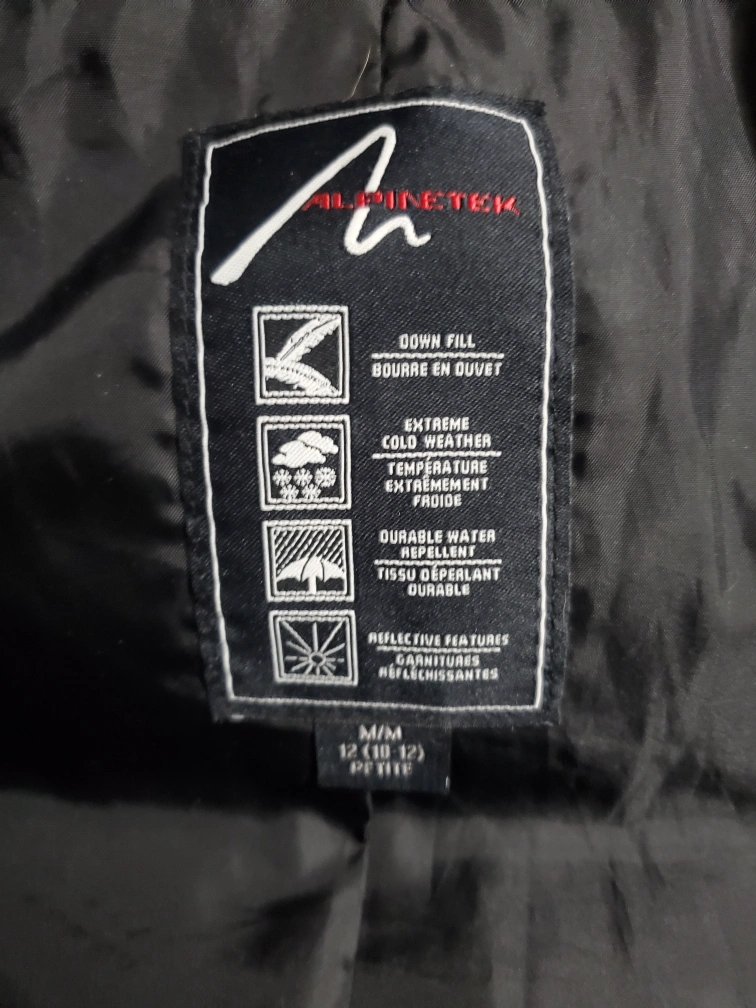 ALPINETEK
DOWN FILL
BOURRE EN DUVET
EXTREME
COLD WEATHER
TEMPÉRATURE
EXTRÊMEMENT
FROIDE
DURABLE WATER
REPELLENT
TISSU DÉPERLANT
DURABLE
REFLECTIVE FEATURES
GARNITURES
RÉFLÉCHISSANTES
M/M
12 (10-12)
PETITE